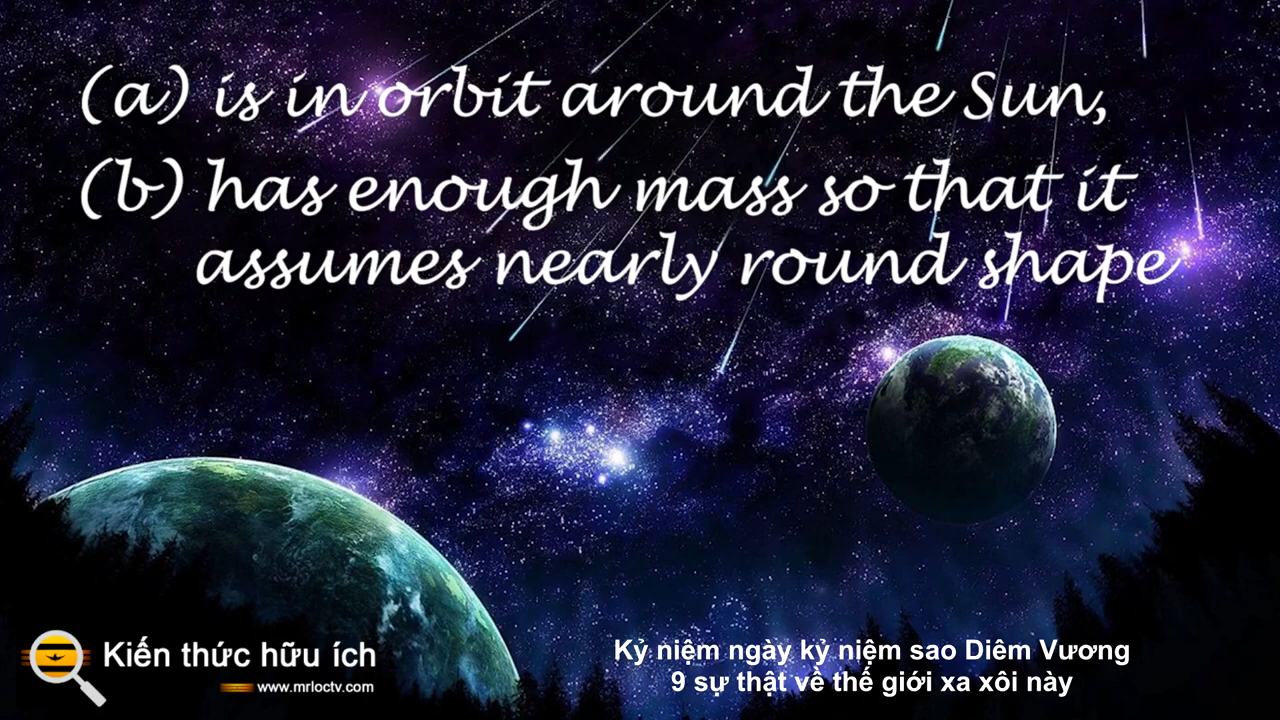 (a) is in orbit around the Sun,
(b) has enough mass so that it
assumes nearly round shape
Kiến thức hữu ích
www.mrloctv.com
Kỷ niệm ngày kỷ niệm sao Diêm Vương
9 sự thật về thế giới xa xôi này